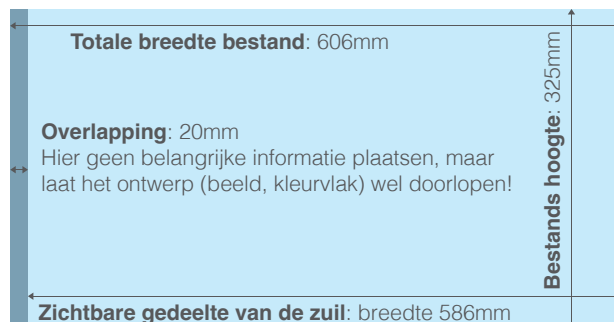 Totale breedte bestand: 606mm
Overlapping: 20mm
Hier geen belangrijke informatie plaatsen, maar
laat het ontwerp (beeld, kleurvlak) wel doorlopen!
Bestands hoogte: 325mm
Zichtbare gedeelte van de zuil: breedte 586mm